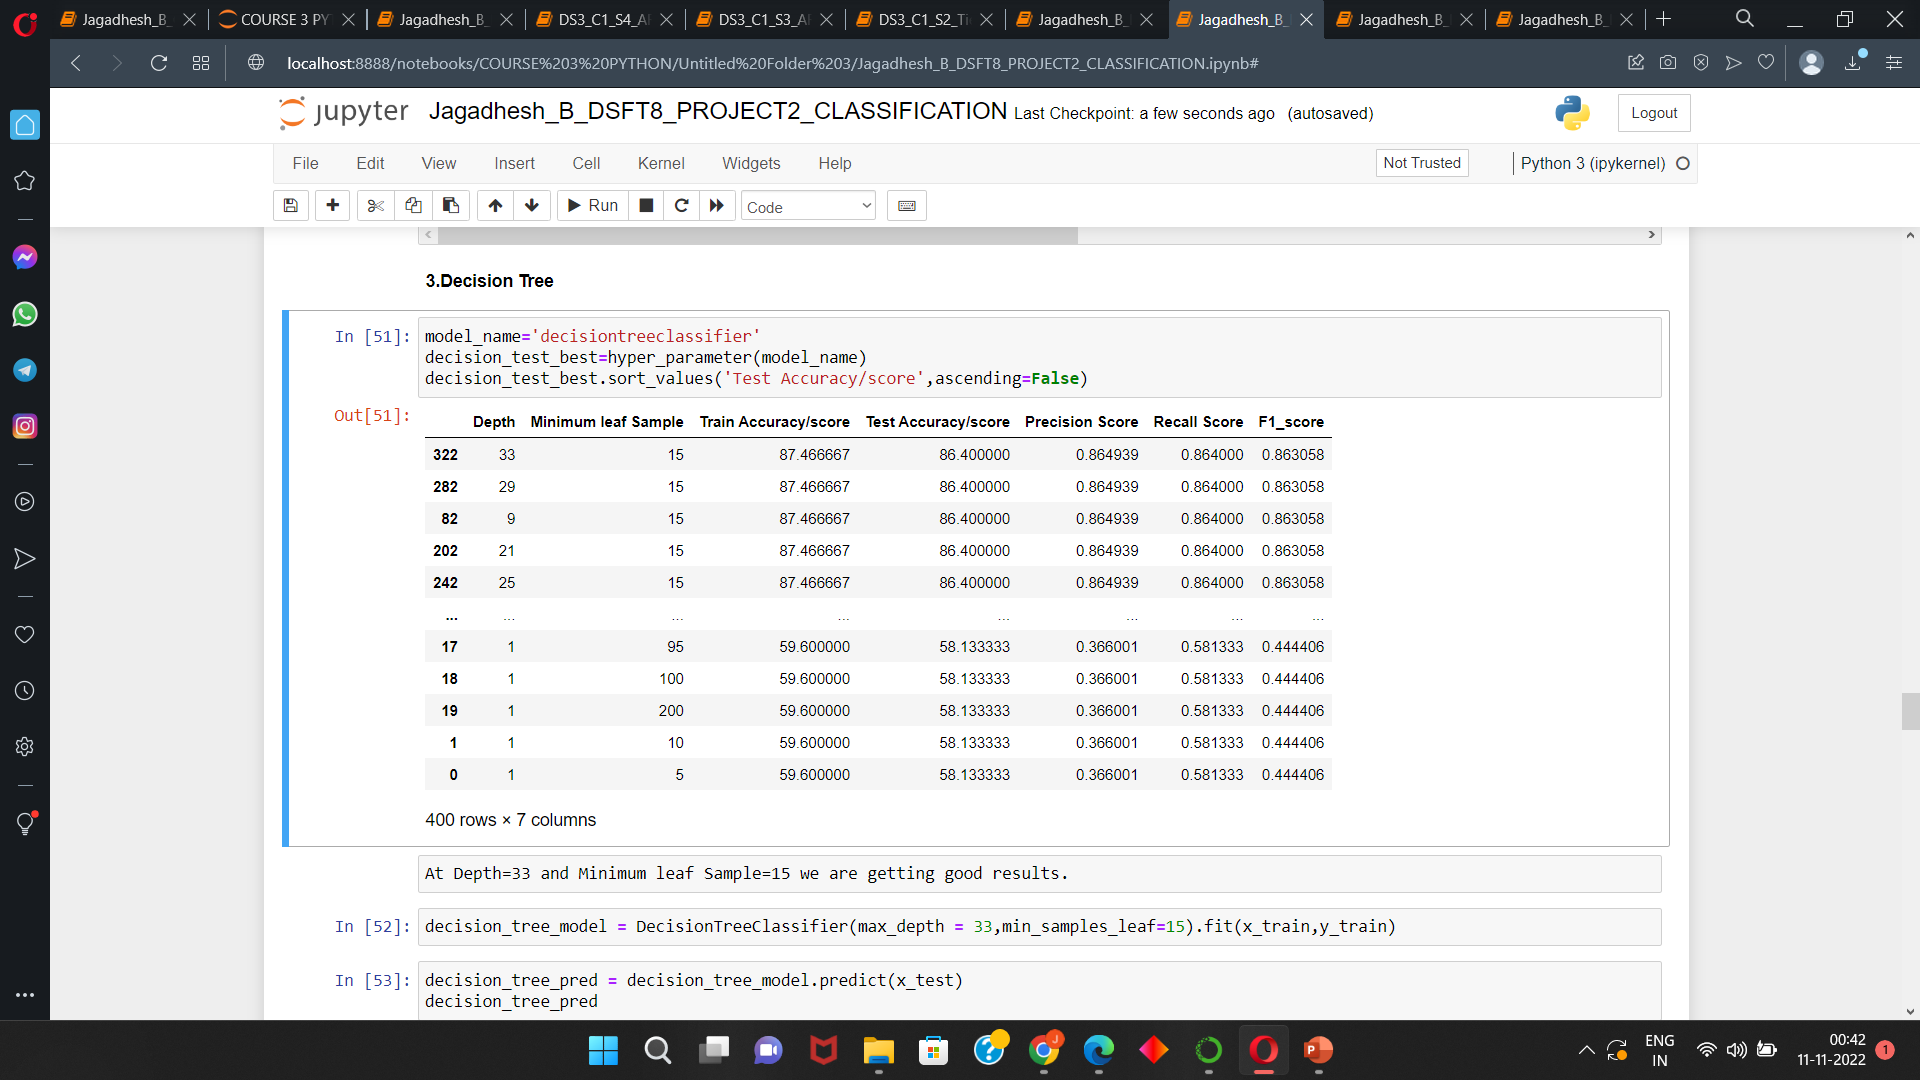 Jagadhesh_B_
COURSE 3 PY
Jagadhesh_B_
DS3_C1_S4_A
DS3_C1_S3_A
DS3_C1_S2_Ti
Jagadhesh_B_
Jagadhesh_B_
Jagadhesh_B_
Jagadhesh_B_
localhost:8888/notebooks/COURSE%203%20PYTHON/Untitled%20Folder%203/Jagadhesh_B_DSFT8_PROJECT2_CLASSIFICATION.ipynb#
jupyter Jagadhesh_B_DSFT8_PROJECT2_CLASSIFICATION Last Checkpoint: a few seconds ago (autosaved) Logout
File Edit View Insert Cell Kernel Widgets Help Not Trusted Python 3 (ipykernel)
Run Code
3.Decision Tree
In [51]: model_name='decisiontreeclassifier'
decision_test_best=hyper_parameter(model_name)
decision_test_best.sort_values('Test Accuracy/score',ascending=False)
Out[51]:
Depth Minimum leaf Sample Train Accuracy/score Test Accuracy/score Precision Score Recall Score F1_score
322 33 15 87.466667 86.400000 0.864939 0.864000 0.863058
282 29 15 87.466667 86.400000 0.864939 0.864000 0.863058
82 9 15 87.466667 86.400000 0.864939 0.864000 0.863058
202 21 15 87.466667 86.400000 0.864939 0.864000 0.863058
242 25 15 87.466667 86.400000 0.864939 0.864000 0.863058
... ... ... ... ... ... ... ...
17 1 95 59.600000 58.133333 0.366001 0.581333 0.444406
18 1 100 59.600000 58.133333 0.366001 0.581333 0.444406
19 1 200 59.600000 58.133333 0.366001 0.581333 0.444406
1 1 10 59.600000 58.133333 0.366001 0.581333 0.444406
0 1 5 59.600000 58.133333 0.366001 0.581333 0.444406
400 rows × 7 columns
At Depth=33 and Minimum leaf Sample=15 we are getting good results.
In [52]: decision_tree_model = DecisionTreeClassifier(max_depth = 33,min_samples_leaf=15).fit(x_train,y_train)
In [53]: decision_tree_pred = decision_tree_model.predict(x_test)
decision_tree_pred
ENG
IN
00:42
11-11-2022
1